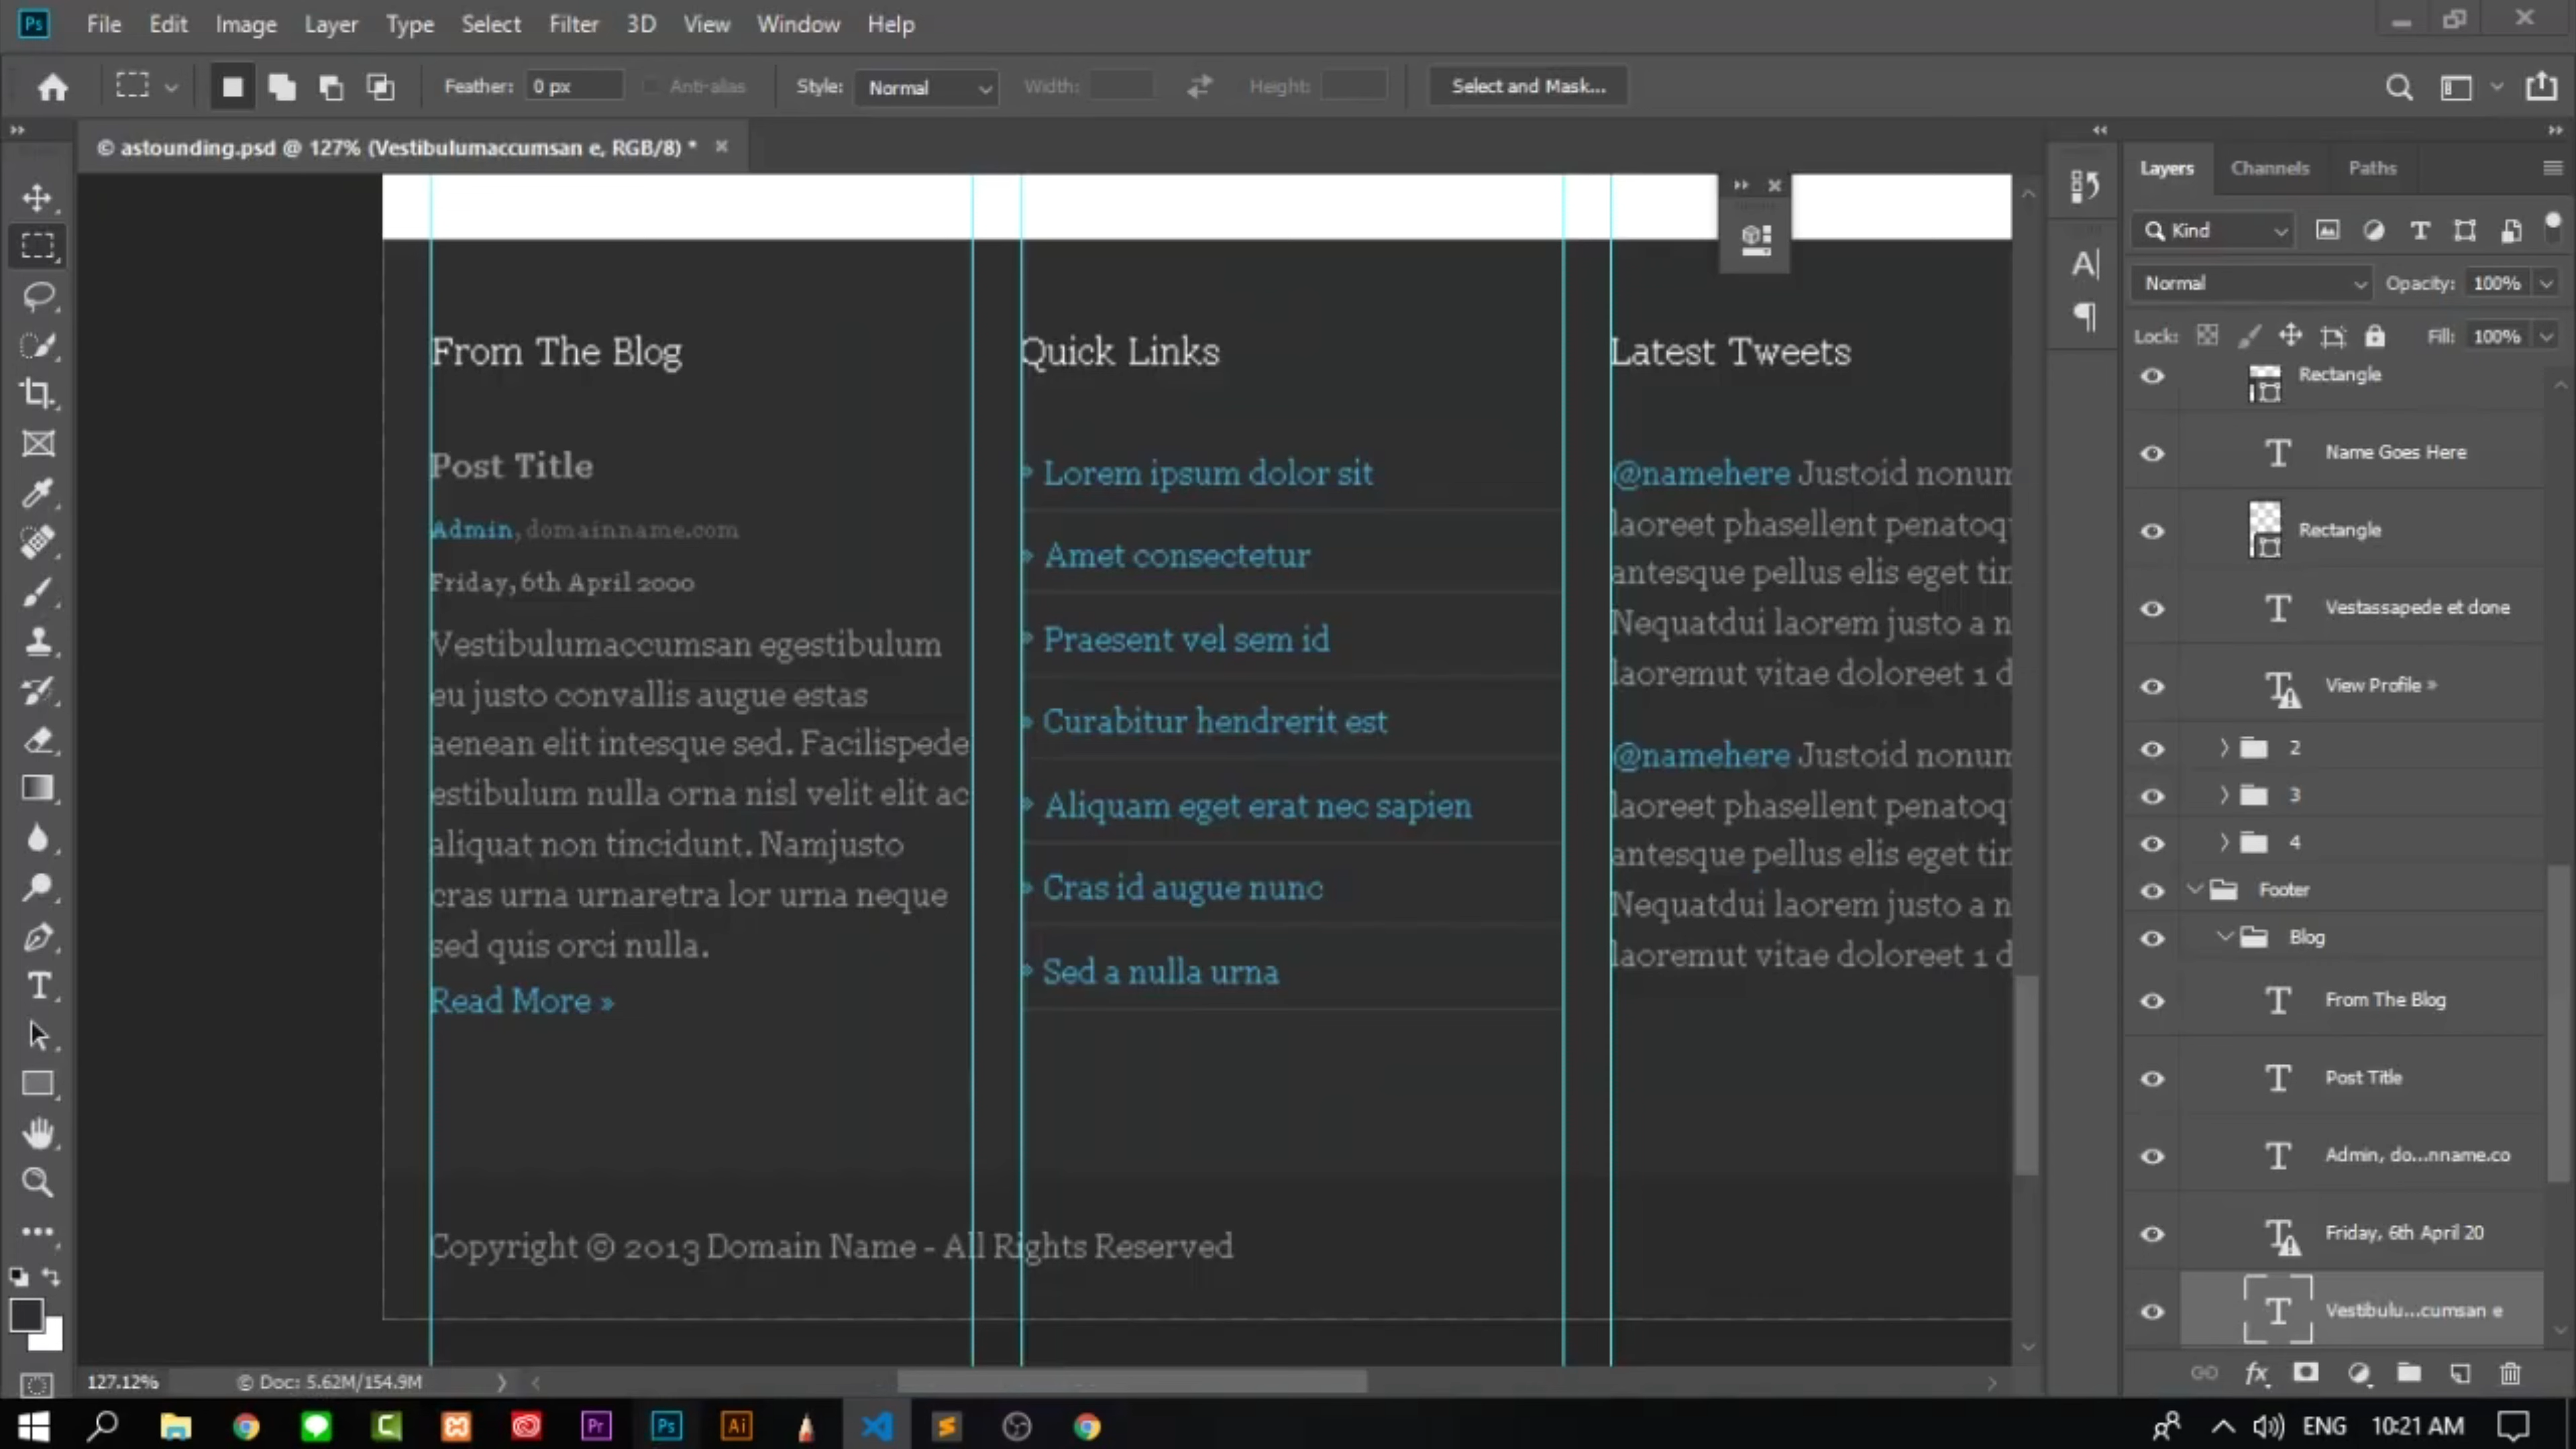 Ps File Edit Image Layer Type Select Filter 3D View Window Help
Feather: 0 px Anti-alias Style: Normal Width: Height: Select and Mask...
© astounding.psd @ 127% (Vestibulumaccumsan e, RGB/8) *
From The Blog
Post Title
Admin, domainname.com
Friday, 6th April 2000
Vestibulumaccumsan egestibulum
eu justo convallis augue estas
aenean elit intesque sed. Facilispede
estibulum nulla orna nisl velit elit ac
aliquat non tincidunt. Namjusto
cras urna urnaretra lor urna neque
sed quis orci nulla.
Read More »
Quick Links
» Lorem ipsum dolor sit
» Amet consectetur
» Praesent vel sem id
» Curabitur hendrerit est
» Aliquam eget erat nec sapien
» Cras id augue nunc
» Sed a nulla urna
Latest Tweets
@namehere Justoid nonum
laoreet phasellent penatoq
antesque pellus elis eget tin
Nequatdui laorem justo a n
laoremut vitae doloreet 1 d
@namehere Justoid nonum
laoreet phasellent penatoq
antesque pellus elis eget tin
Nequatdui laorem justo a n
laoremut vitae doloreet 1 d
Copyright © 2013 Domain Name - All Rights Reserved
127.12% © Doc: 5.62M/154.9M
Layers Channels Paths
Kind
Normal Opacity: 100%
Lock: Fill: 100%
Rectangle
Name Goes Here
Rectangle
Vestassapede et done
View Profile »
2
3
4
Footer
Blog
From The Blog
Post Title
Admin, do...nname.co
Friday, 6th April 20
Vestibulu...cumsan e
fx
Pr Ps Ai
ENG 10:21 AM